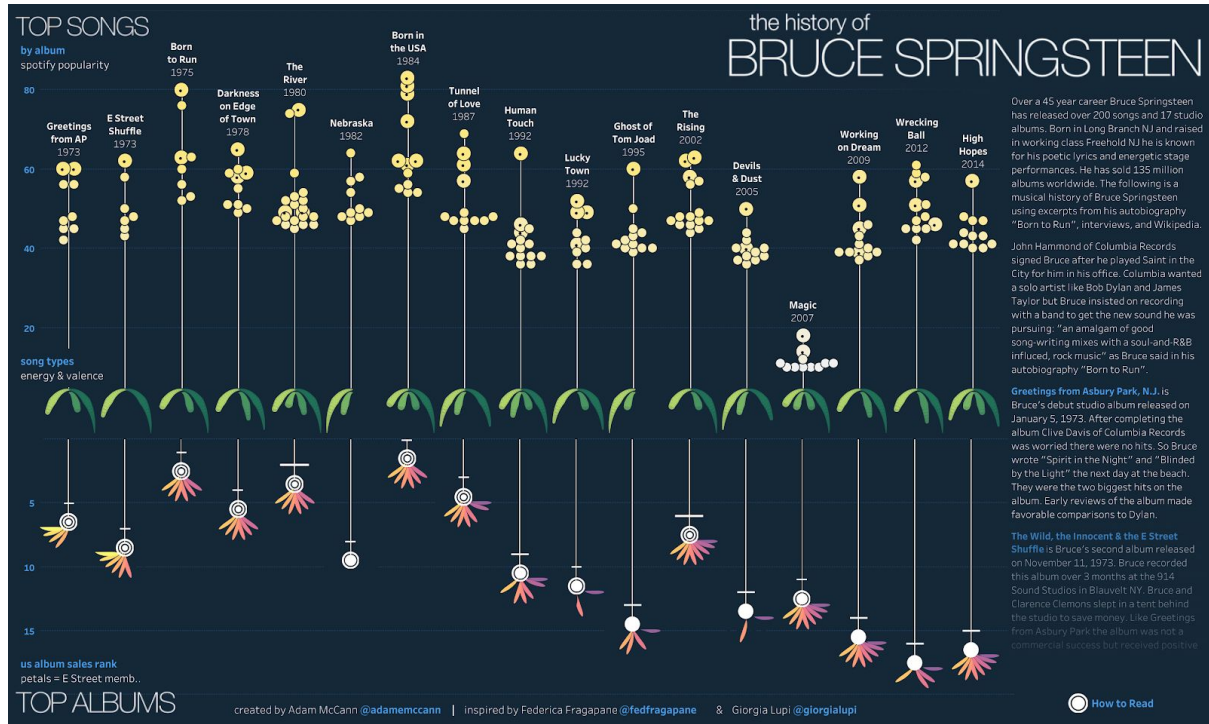 TOP SONGS
by album
spotify popularity
the history of
BRUCE SPRINGSTEEN
80
60
40
20
Greetings
from AP
1973
E Street
Shuffle
1973
Born
to Run
1975
Darkness
on Edge
of Town
1978
The
River
1980
Nebraska
1982
Born in
the USA
1984
Tunnel
of Love
1987
Human
Touch
1992
Lucky
Town
1992
Ghost of
Tom Joad
1995
The
Rising
2002
Devils
& Dust
2005
Magic
2007
Working
on Dream
2009
Wrecking
Ball
2012
High
Hopes
2014
song types
energy & valence
5
10
15
us album sales rank
petals = E Street memb..
TOP ALBUMS
Over a 45 year career Bruce Springsteen
has released over 200 songs and 17 studio
albums. Born in Long Branch NJ and raised
in working class Freehold NJ he is known
for his poetic lyrics and energetic stage
performances. He has sold 135 million
albums worldwide. The following is a
musical history of Bruce Springsteen
using excerpts from his autobiography
"Born to Run", interviews, and Wikipedia.
John Hammond of Columbia Records
signed Bruce after he played Saint in the
City for him in his office. Columbia wanted
a solo artist like Bob Dylan and James
Taylor but Bruce insisted on recording
with a band to get the new sound he was
pursuing: "an amalgam of good
song-writing mixes with a soul-and-R&B
influced, rock music" as Bruce said in his
autobiography "Born to Run".
Greetings from Asbury Park, N.J. is
Bruce's debut studio album released on
January 5, 1973. After completing the
album Clive Davis of Columbia Records
was worried there were no hits. So Bruce
wrote "Spirit in the Night" and "Blinded
by the Light" the next day at the beach.
They were the two biggest hits on the
album. Early reviews of the album made
favorable comparisons to Dylan.
The Wild, the Innocent & the E Street
Shuffle is Bruce's second album released
on November 11, 1973. Bruce recorded
this album over 3 months at the 914
Sound Studios in Blauvelt NY. Bruce and
Clarence Clemons slept in a tent behind
the studio to save money. Like Greetings
from Asbury Park the album was not a
commercial success but received positive
created by Adam McCann @adamemccann | inspired by Federica Fragapane @fedfragapane & Giorgia Lupi @giorgialupi
How to Read